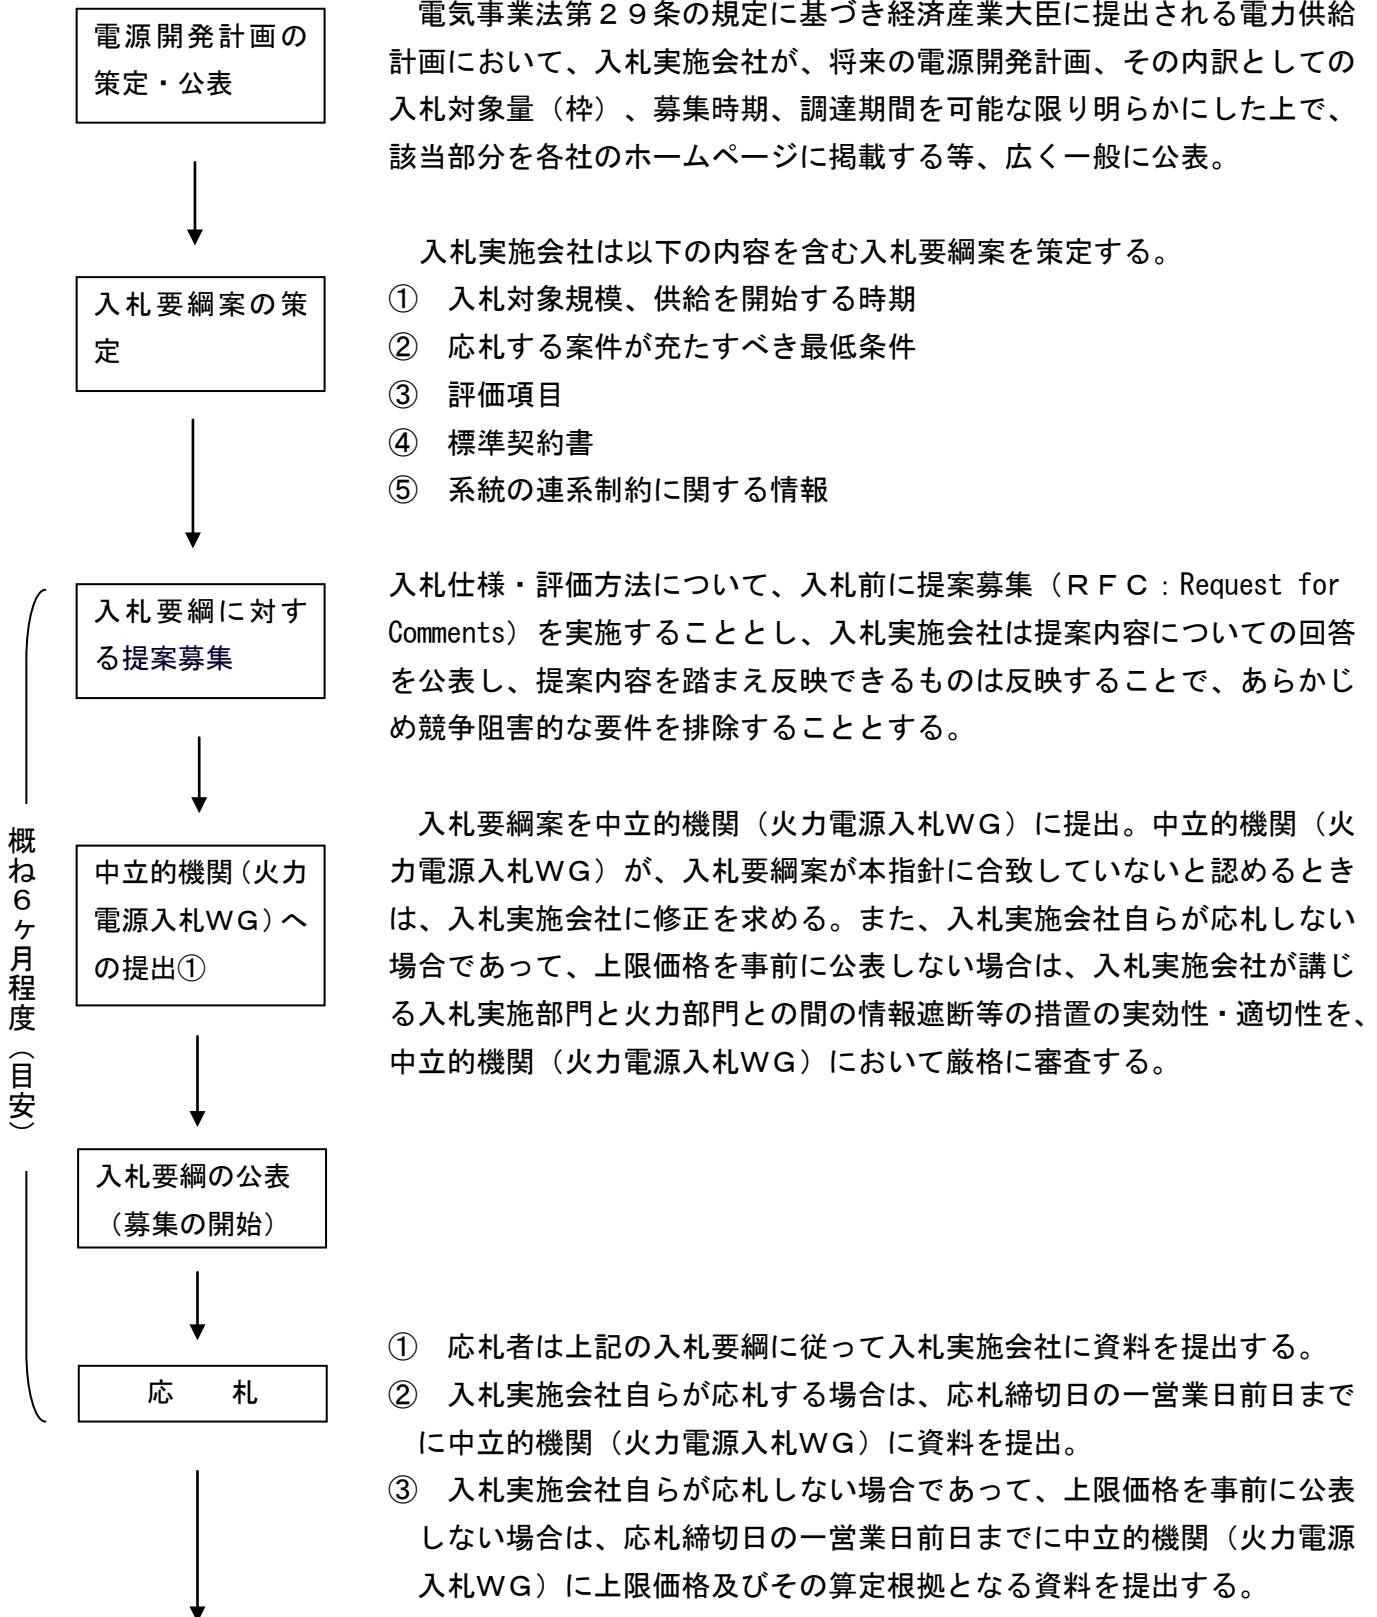 電源開発計画の
策定・公表
電気事業法第２９条の規定に基づき経済産業大臣に提出される電力供給
計画において、入札実施会社が、将来の電源開発計画、その内訳としての
入札対象量（枠）、募集時期、調達期間を可能な限り明らかにした上で、
該当部分を各社のホームページに掲載する等、広く一般に公表。
入札要綱案の策
定
入札実施会社は以下の内容を含む入札要綱案を策定する。
①　入札対象規模、供給を開始する時期
②　応札する案件が充たすべき最低条件
③　評価項目
④　標準契約書
⑤　系統の連系制約に関する情報
概ね６ヶ月程度（目安）
入札要綱に対す
る提案募集
入札仕様・評価方法について、入札前に提案募集（ＲＦＣ：Request for
Comments）を実施することとし、入札実施会社は提案内容についての回答
を公表し、提案内容を踏まえ反映できるものは反映することで、あらかじ
め競争阻害的な要件を排除することとする。
中立的機関（火力
電源入札ＷＧ）へ
の提出①
入札要綱案を中立的機関（火力電源入札ＷＧ）に提出。中立的機関（火
力電源入札ＷＧ）が、入札要綱案が本指針に合致していないと認めるとき
は、入札実施会社に修正を求める。また、入札実施会社自らが応札しない
場合であって、上限価格を事前に公表しない場合は、入札実施会社が講じ
る入札実施部門と火力部門との間の情報遮断等の措置の実効性・適切性を、
中立的機関（火力電源入札ＷＧ）において厳格に審査する。
入札要綱の公表
（募集の開始）
応　　札
①　応札者は上記の入札要綱に従って入札実施会社に資料を提出する。
②　入札実施会社自らが応札する場合は、応札締切日の一営業日前日まで
に中立的機関（火力電源入札ＷＧ）に資料を提出。
③　入札実施会社自らが応札しない場合であって、上限価格を事前に公表
しない場合は、応札締切日の一営業日前日までに中立的機関（火力電源
入札ＷＧ）に上限価格及びその算定根拠となる資料を提出する。